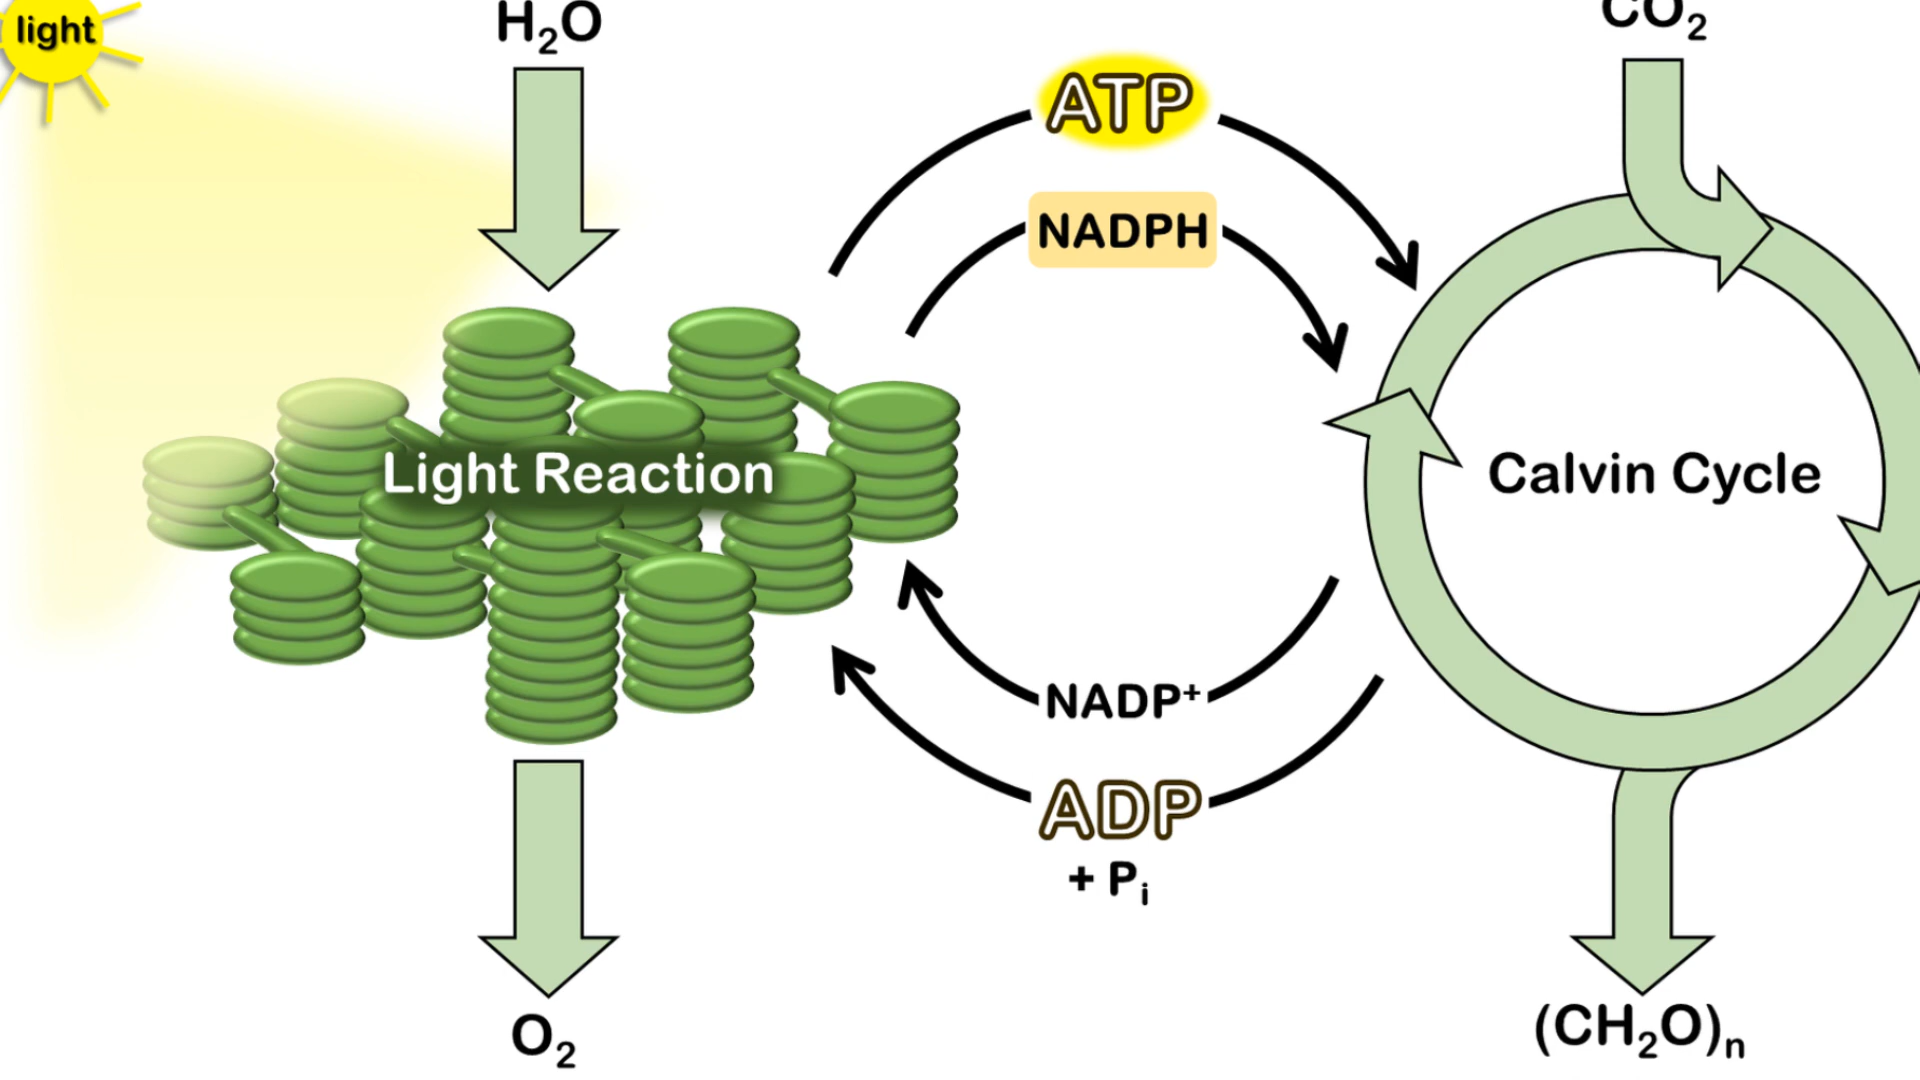 light
H₂O
CO₂
ATP
NADPH
Light Reaction
Calvin Cycle
NADP⁺
ADP
+ Pᵢ
O₂
(CH₂O)ₙ